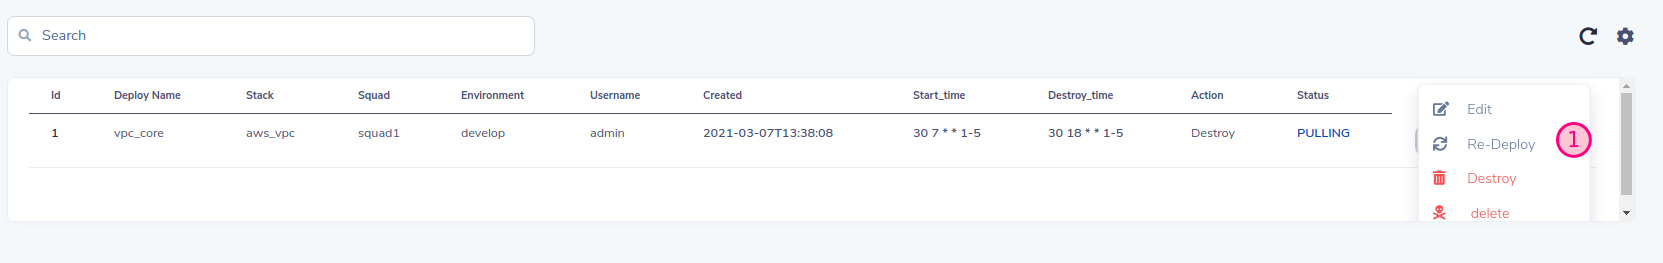 Search
Id Deploy Name Stack Squad Environment Username Created Start_time Destroy_time Action Status
1 vpc_core aws_vpc squad1 develop admin 2021-03-07T13:38:08 30 7 * * 1-5 30 18 * * 1-5 Destroy PULLING
Edit
Re-Deploy 1
Destroy
delete